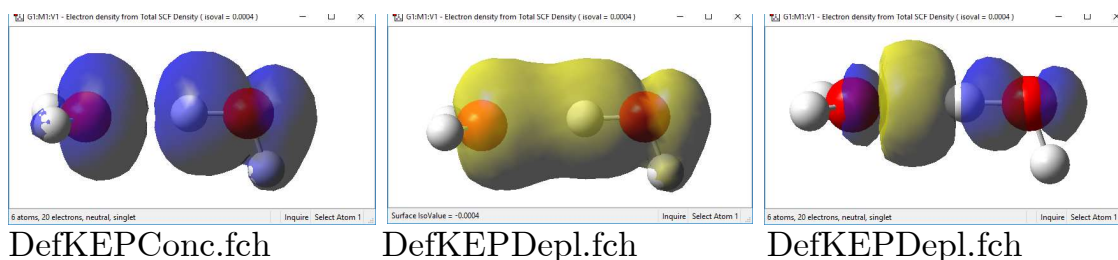 G1:M1:V1 - Electron density from Total SCF Density ( isoval = 0.0004 )
G1:M1:V1 - Electron density from Total SCF Density ( isoval = 0.0004 )
G1:M1:V1 - Electron density from Total SCF Density ( isoval = 0.0004 )
6 atoms, 20 electrons, neutral, singlet Inquire Select Atom 1
Surface IsoValue = -0.0004 Inquire Select Atom 1
6 atoms, 20 electrons, neutral, singlet Inquire Select Atom 1
DefKEPConc.fch
DefKEPDepl.fch
DefKEPDepl.fch